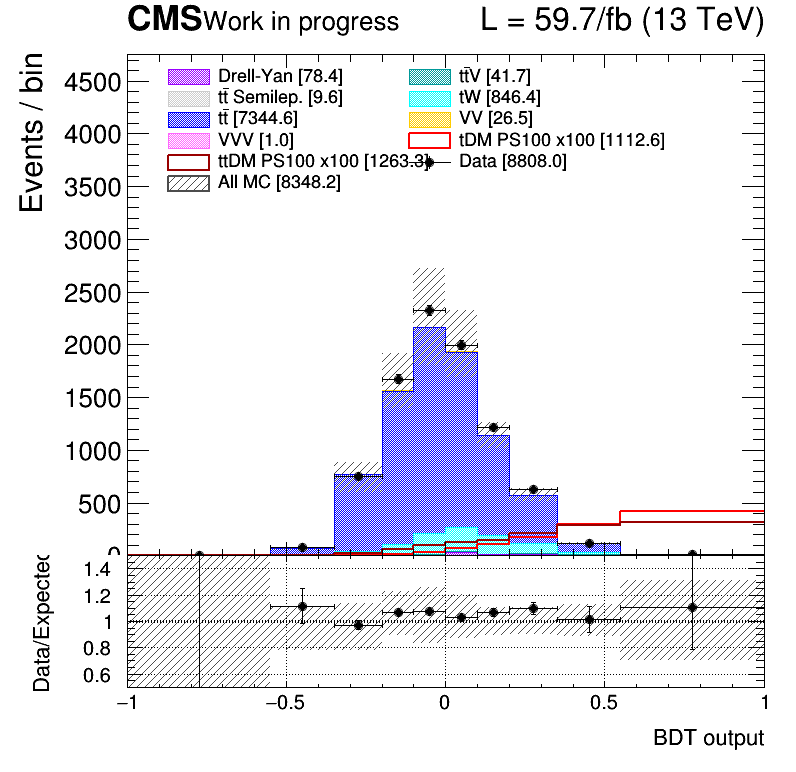 CMS Work in progress L = 59.7/fb (13 TeV)
Events / bin
4500
4000
3500
3000
2500
2000
1500
1000
500
0
Drell-Yan [78.4] tt̄V [41.7]
tt̄ Semilep. [9.6] tW [846.4]
tt̄ [7344.6] VV [26.5]
VVV [1.0] tDM PS100 x100 [1112.6]
ttDM PS100 x100 [1263.3] Data [8808.0]
All MC [8348.2]
Data/Expected
1.4
1.2
1
0.8
0.6
−1 −0.5 0 0.5 1
BDT output